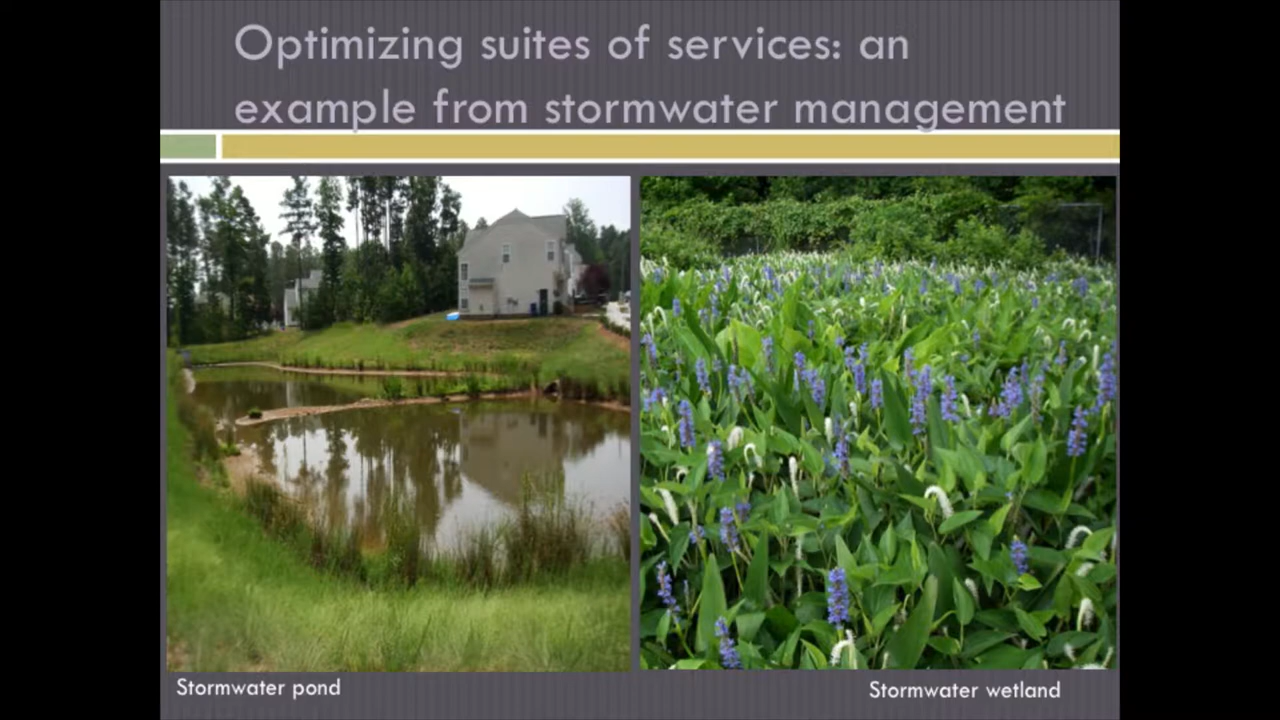 Optimizing suites of services: an
example from stormwater management
Stormwater pond
Stormwater wetland